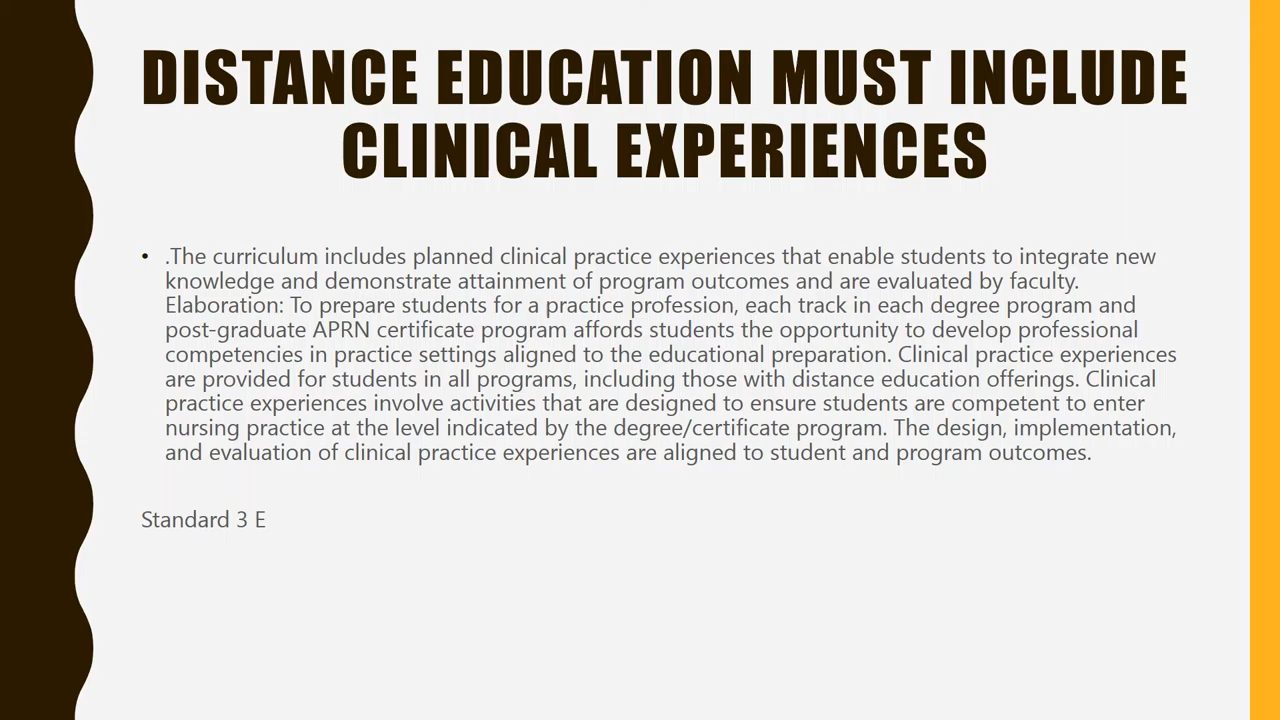 DISTANCE EDUCATION MUST INCLUDE
CLINICAL EXPERIENCES
• .The curriculum includes planned clinical practice experiences that enable students to integrate new
knowledge and demonstrate attainment of program outcomes and are evaluated by faculty.
Elaboration: To prepare students for a practice profession, each track in each degree program and
post-graduate APRN certificate program affords students the opportunity to develop professional
competencies in practice settings aligned to the educational preparation. Clinical practice experiences
are provided for students in all programs, including those with distance education offerings. Clinical
practice experiences involve activities that are designed to ensure students are competent to enter
nursing practice at the level indicated by the degree/certificate program. The design, implementation,
and evaluation of clinical practice experiences are aligned to student and program outcomes.
Standard 3 E